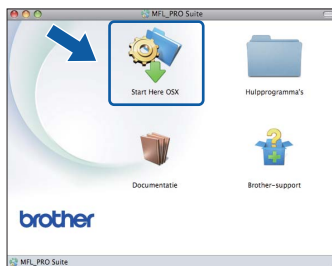 MFL_PRO Suite
Start Here OSX
Hulpprogramma's
Documentatie
Brother-support
brother
MFL_PRO Suite